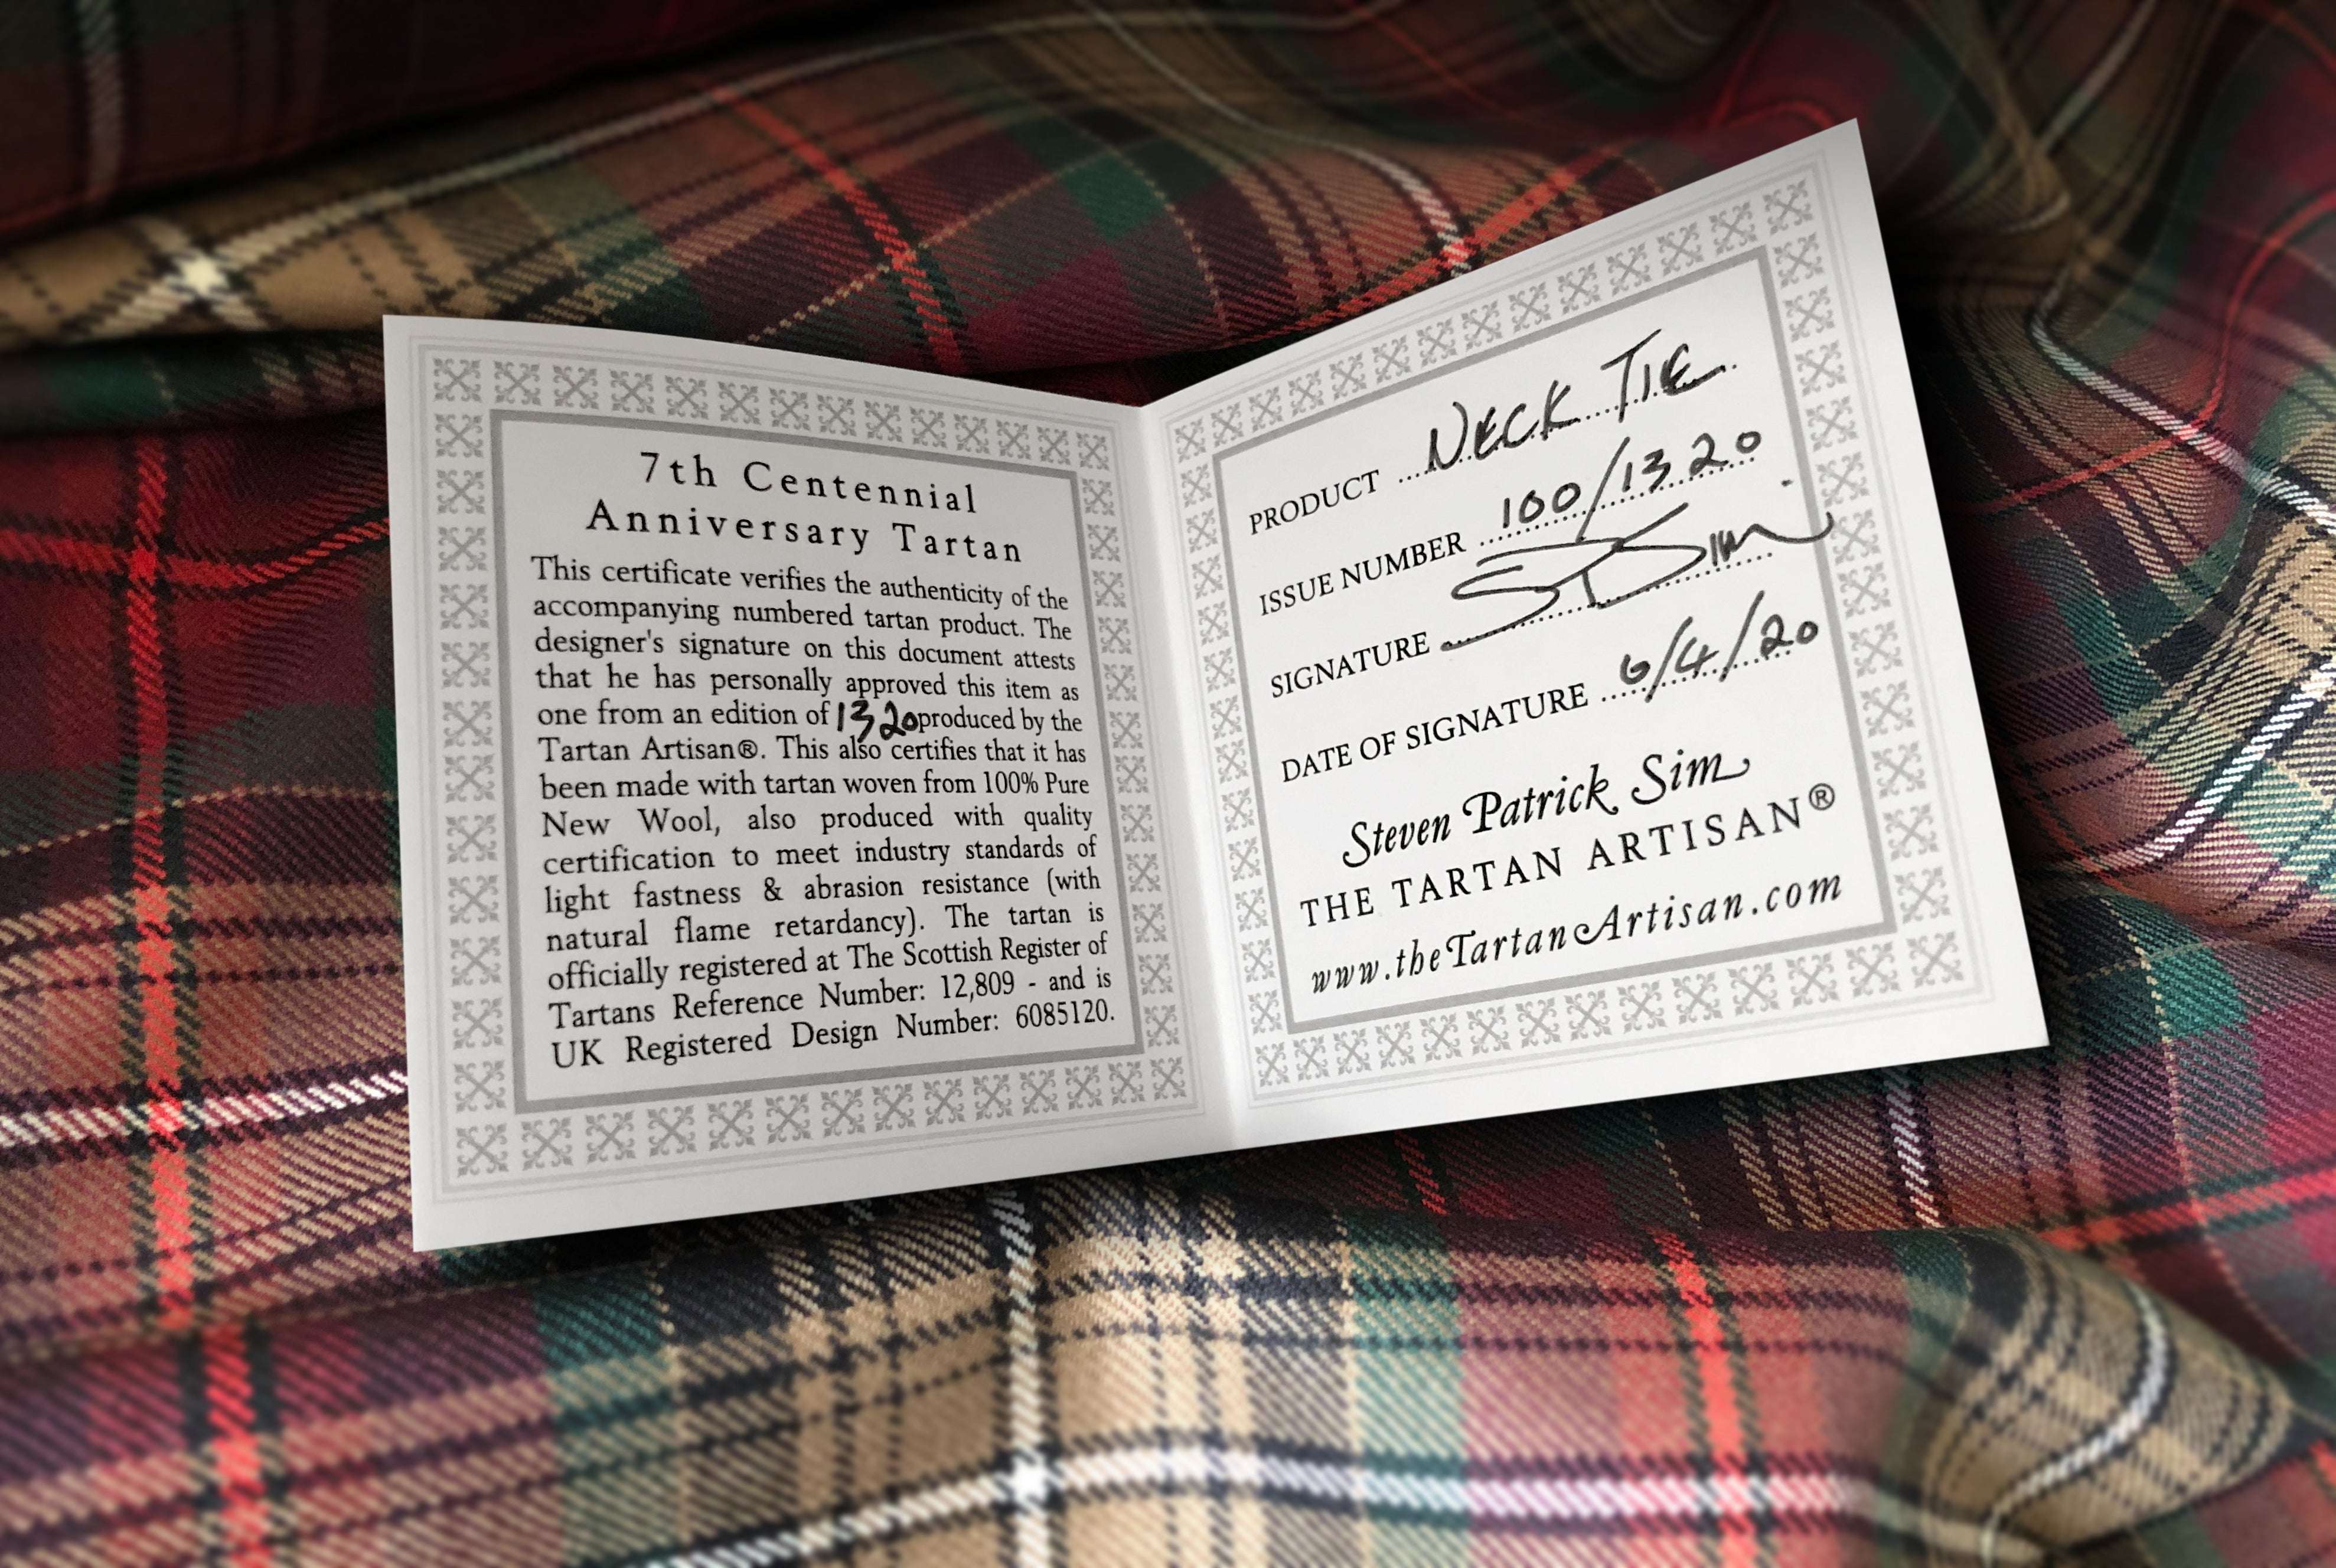 7th Centennial
Anniversary Tartan
This certificate verifies the authenticity of the
accompanying numbered tartan product. The
designer's signature on this document attests
that he has personally approved this item as
one from an edition of 1320 produced by the
Tartan Artisan®. This also certifies that it has
been made with tartan woven from 100% Pure
New Wool, also produced with quality
certification to meet industry standards of
light fastness & abrasion resistance (with
natural flame retardancy). The tartan is
officially registered at The Scottish Register of
Tartans Reference Number: 12,809 - and is
UK Registered Design Number: 6085120.
PRODUCT NECK TIE
ISSUE NUMBER 100/1320
SIGNATURE S Sim
DATE OF SIGNATURE 6/4/20
Steven Patrick Sim
THE TARTAN ARTISAN®
www.theTartanArtisan.com